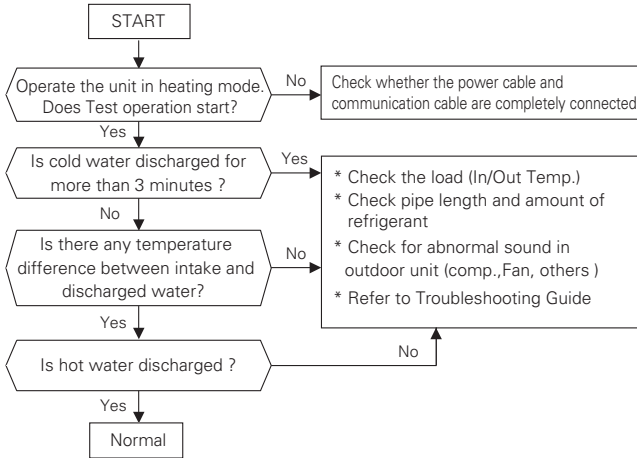 START
Operate the unit in heating mode.
Does Test operation start?
No
Check whether the power cable and
communication cable are completely connected
Yes
Is cold water discharged for
more than 3 minutes ?
Yes
* Check the load (In/Out Temp.)
* Check pipe length and amount of
refrigerant
* Check for abnormal sound in
outdoor unit (comp.,Fan, others )
* Refer to Troubleshooting Guide
No
Is there any temperature
difference between intake and
discharged water?
No
Yes
Is hot water discharged ?
No
Yes
Normal